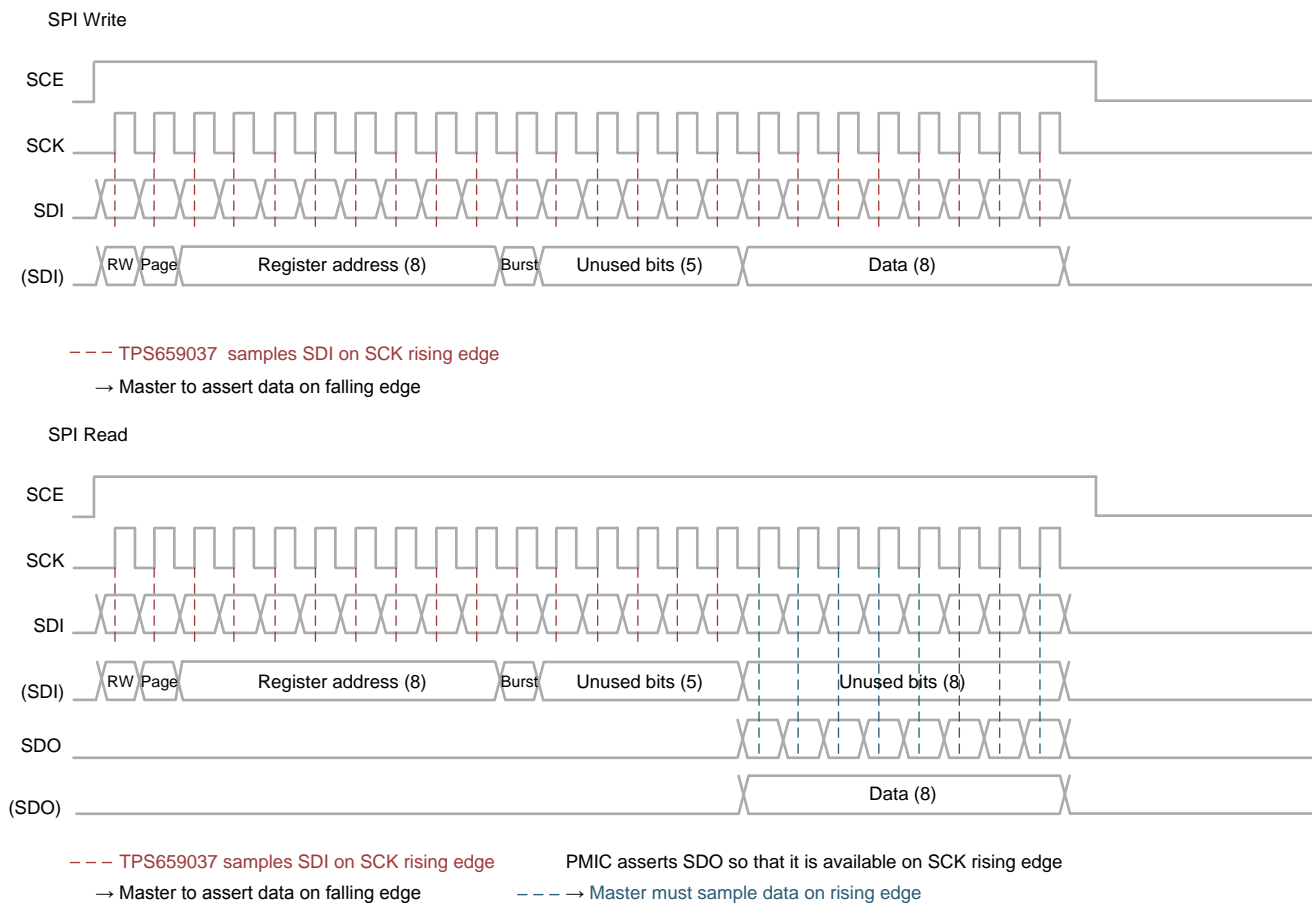 SPI Write
SCE
SCK
SDI
(SDI) RW Page Register address (8) Burst Unused bits (5) Data (8)
– – – TPS659037 samples SDI on SCK rising edge
→ Master to assert data on falling edge
SPI Read
SCE
SCK
SDI
(SDI) RW Page Register address (8) Burst Unused bits (5) Unused bits (8)
SDO
(SDO) Data (8)
– – – TPS659037 samples SDI on SCK rising edge PMIC asserts SDO so that it is available on SCK rising edge
→ Master to assert data on falling edge – – – → Master must sample data on rising edge